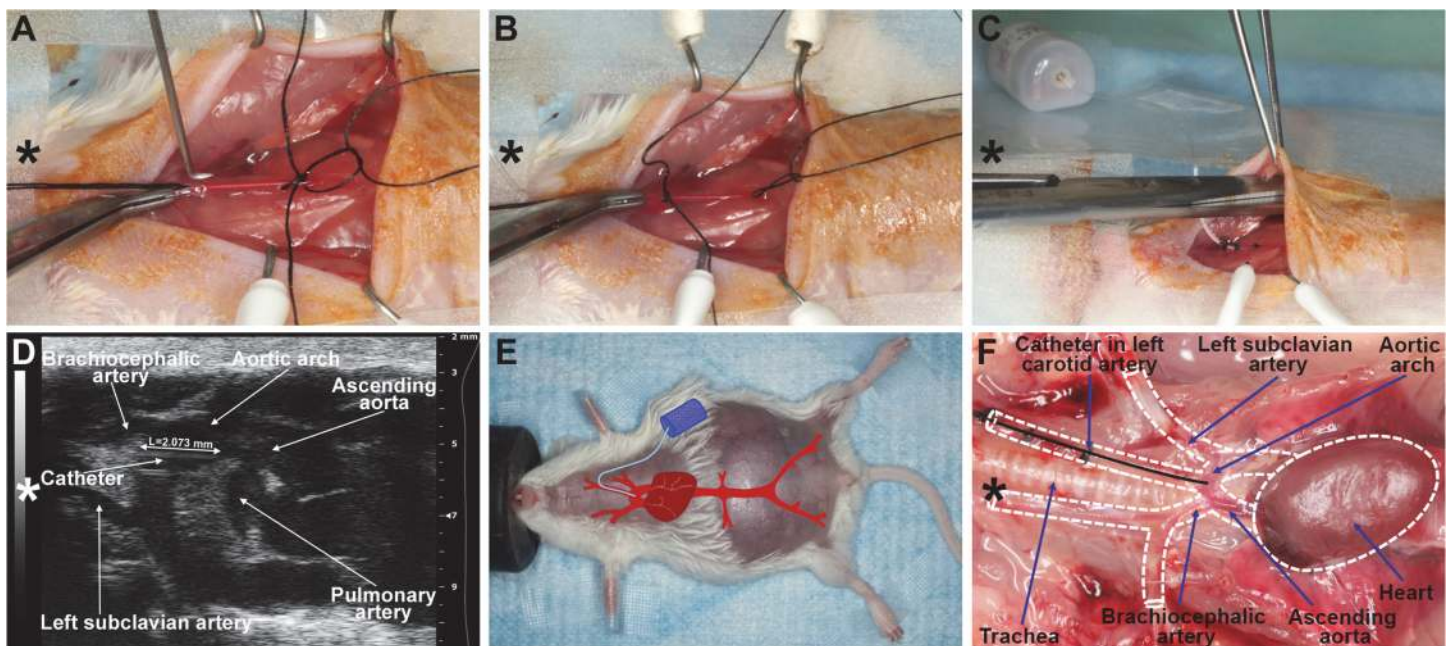 A
B
C
*
*
*
D
2 mm
Brachiocephalic
artery
Aortic arch
Ascending
aorta
3
L=2.073 mm
5
Catheter
*
7
Pulmonary
artery
9
Left subclavian artery
E
F
Catheter in left
carotid artery
Left subclavian
artery
Aortic
arch
*
Trachea
Brachiocephalic
artery
Ascending
aorta
Heart